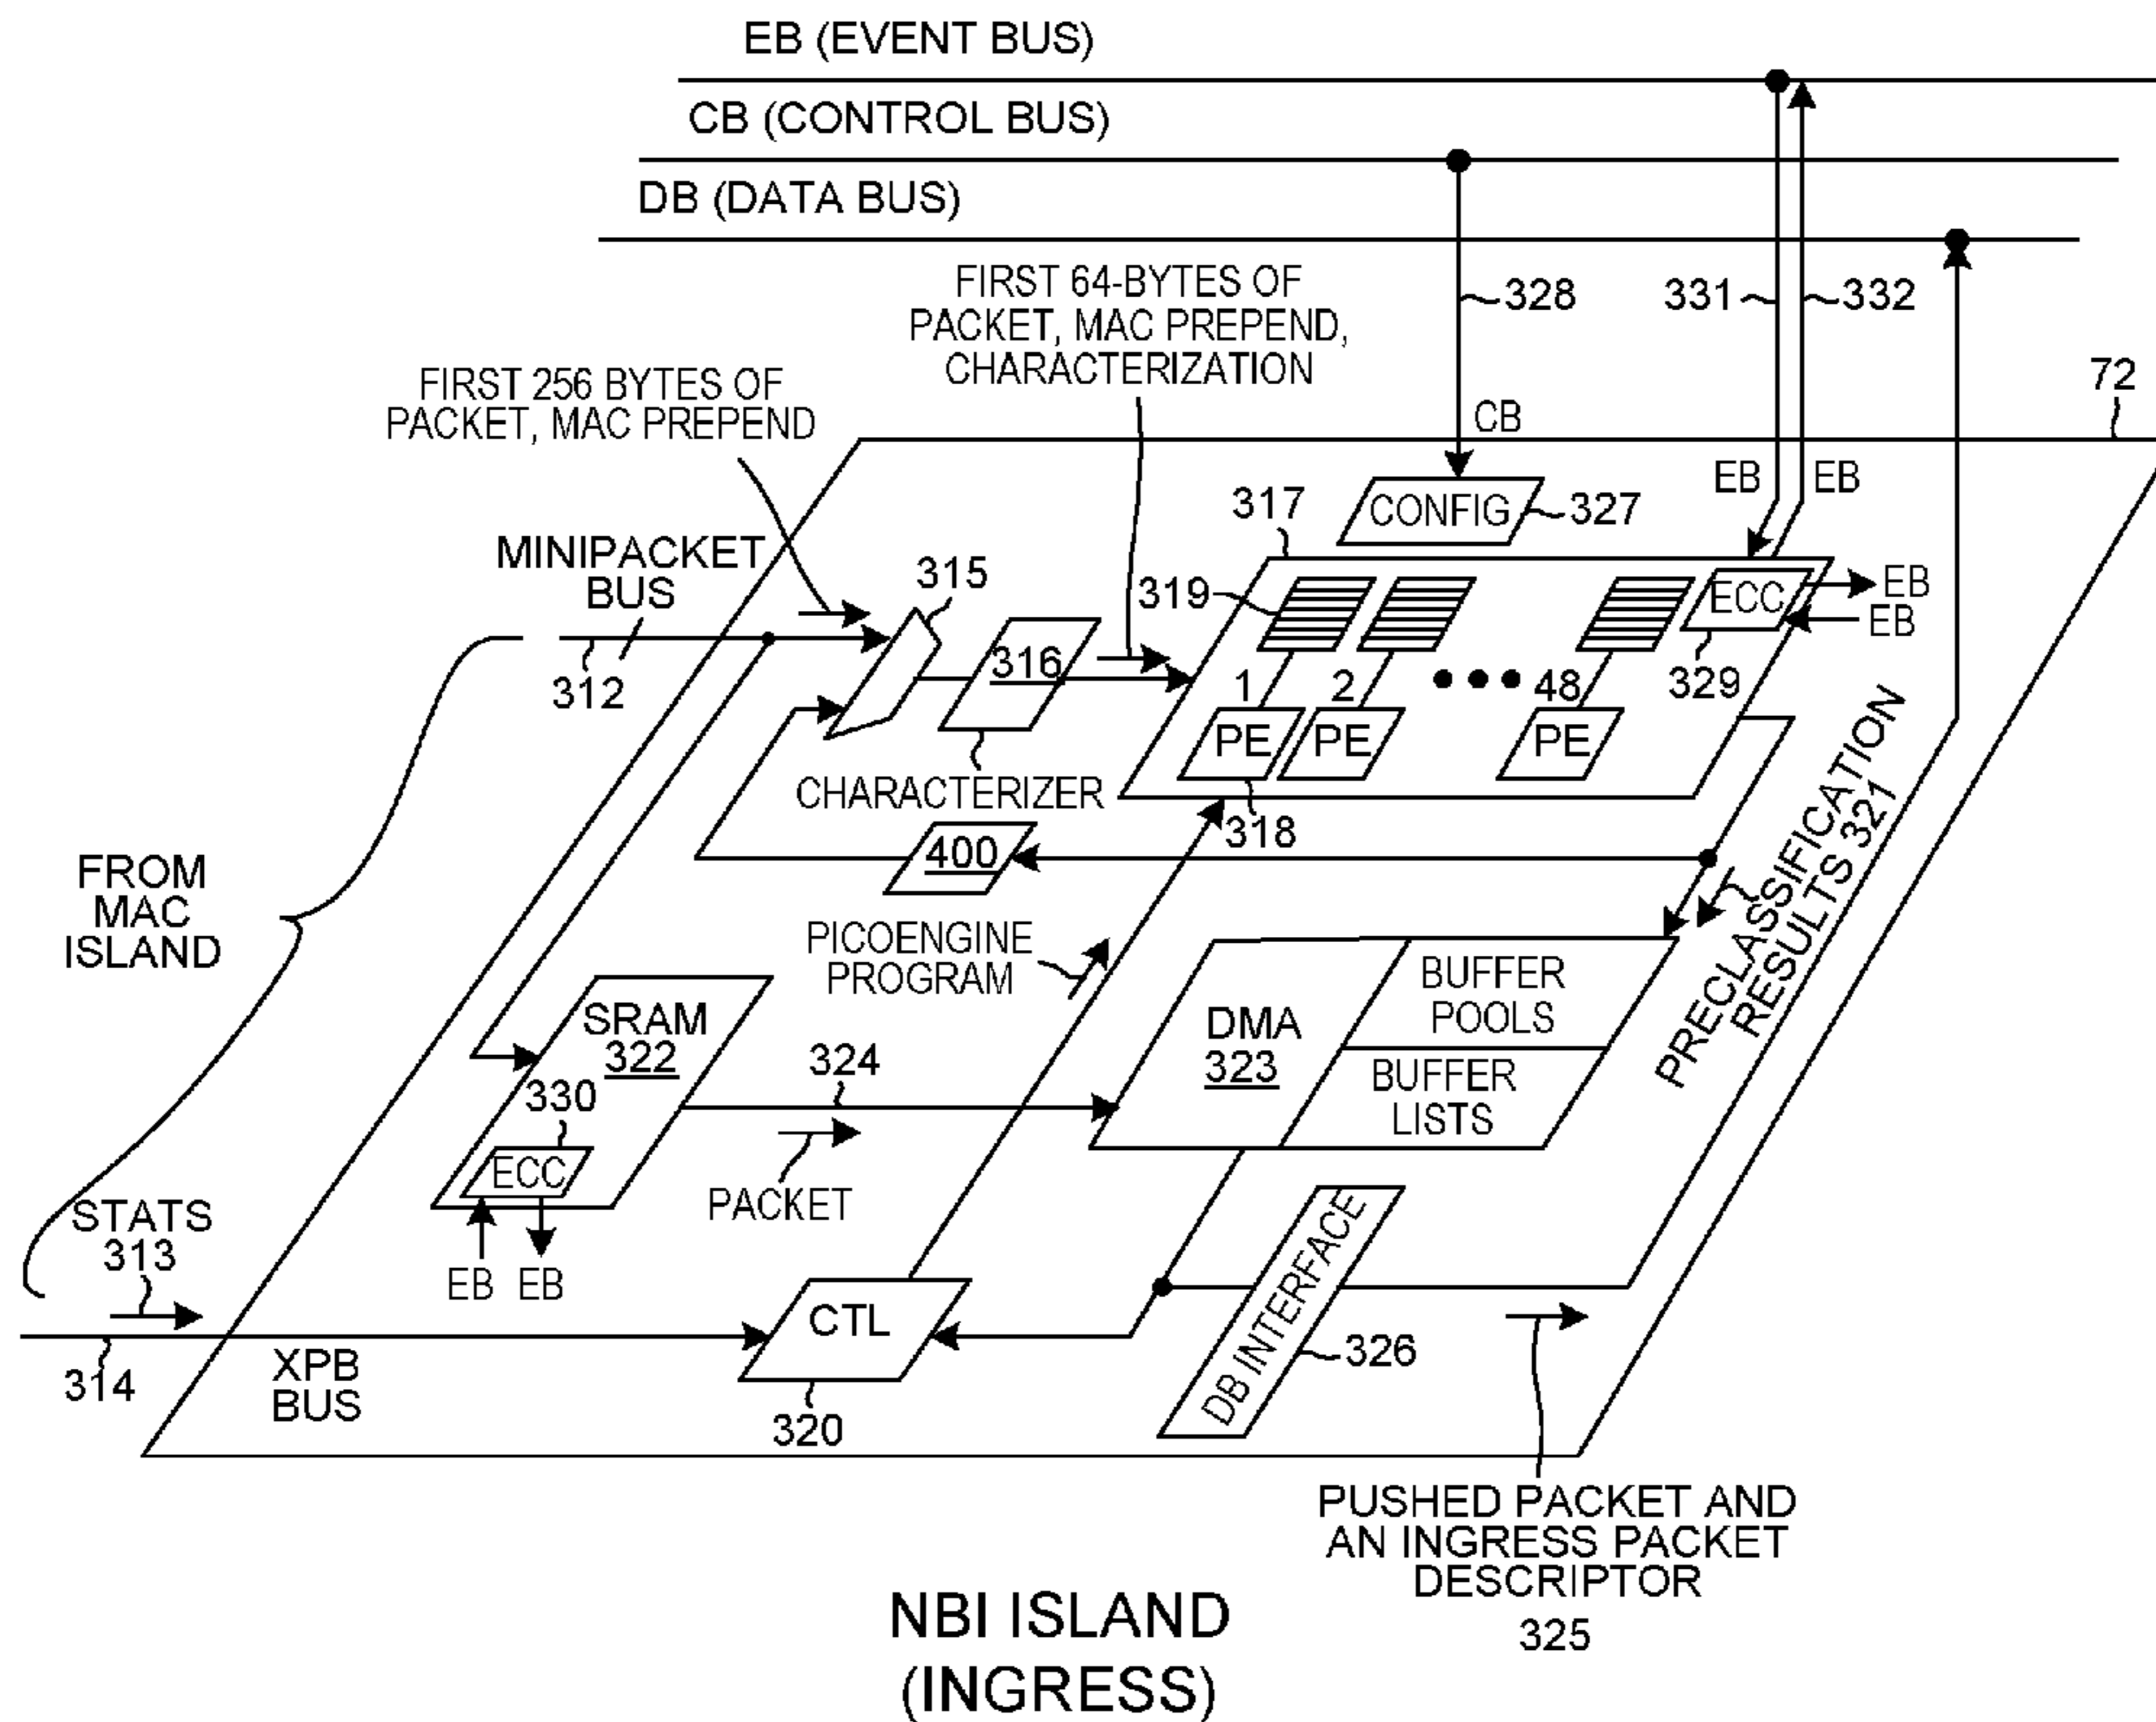 EB (EVENT BUS)
CB (CONTROL BUS)
DB (DATA BUS)
FIRST 64-BYTES OF
PACKET, MAC PREPEND,
CHARACTERIZATION
328
331
332
FIRST 256 BYTES OF
PACKET, MAC PREPEND
72
CB
EB
EB
317
CONFIG
327
MINIPACKET
BUS
315
319
ECC
EB
EB
316
312
1
2
48
329
PE
PE
PE
CHARACTERIZER
318
400
PRECLASSIFICATION
RESULTS 321
FROM
MAC
ISLAND
PICOENGINE
PROGRAM
BUFFER
POOLS
SRAM
322
DMA
323
324
BUFFER
LISTS
330
ECC
PACKET
STATS
313
EB
EB
DB INTERFACE
CTL
326
314
XPB
BUS
320
PUSHED PACKET AND
AN INGRESS PACKET
DESCRIPTOR
325
NBI ISLAND
(INGRESS)